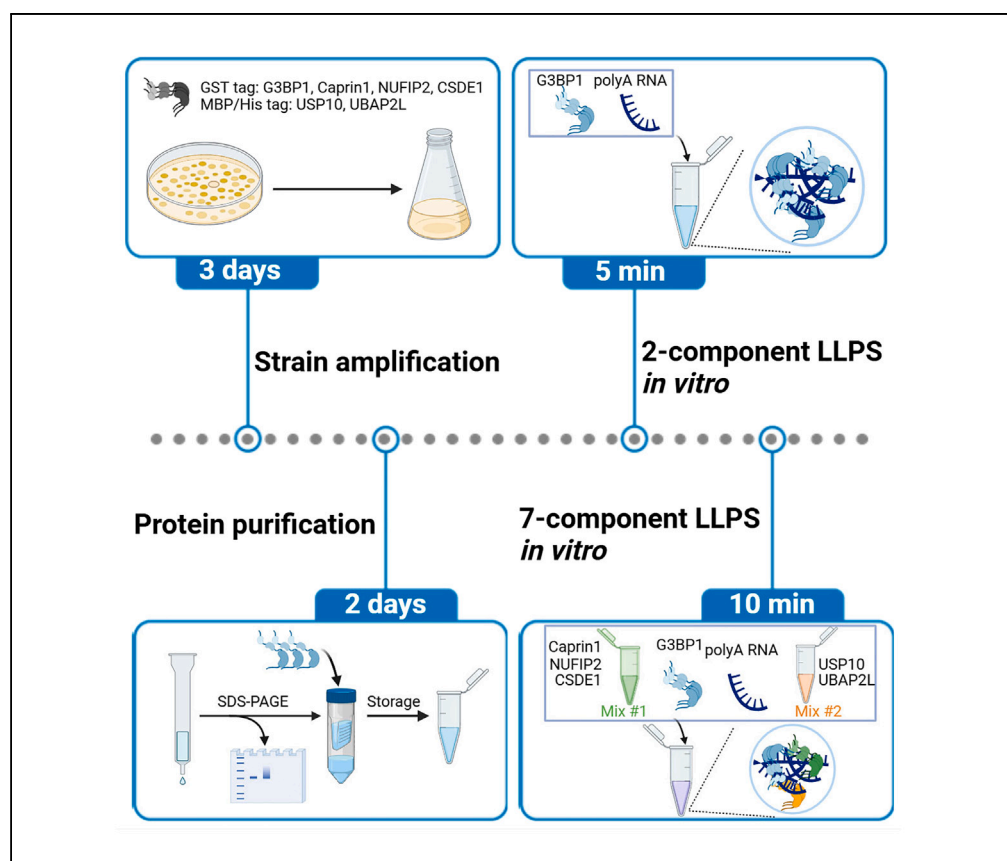 GST tag: G3BP1, Caprin1, NUFIP2, CSDE1
MBP/His tag: USP10, UBAP2L
3 days
Strain amplification
G3BP1 polyA RNA
5 min
2-component LLPS
in vitro
Protein purification
2 days
SDS-PAGE
Storage
7-component LLPS
in vitro
10 min
Caprin1
NUFIP2
CSDE1
Mix #1
G3BP1
polyA RNA
USP10
UBAP2L
Mix #2